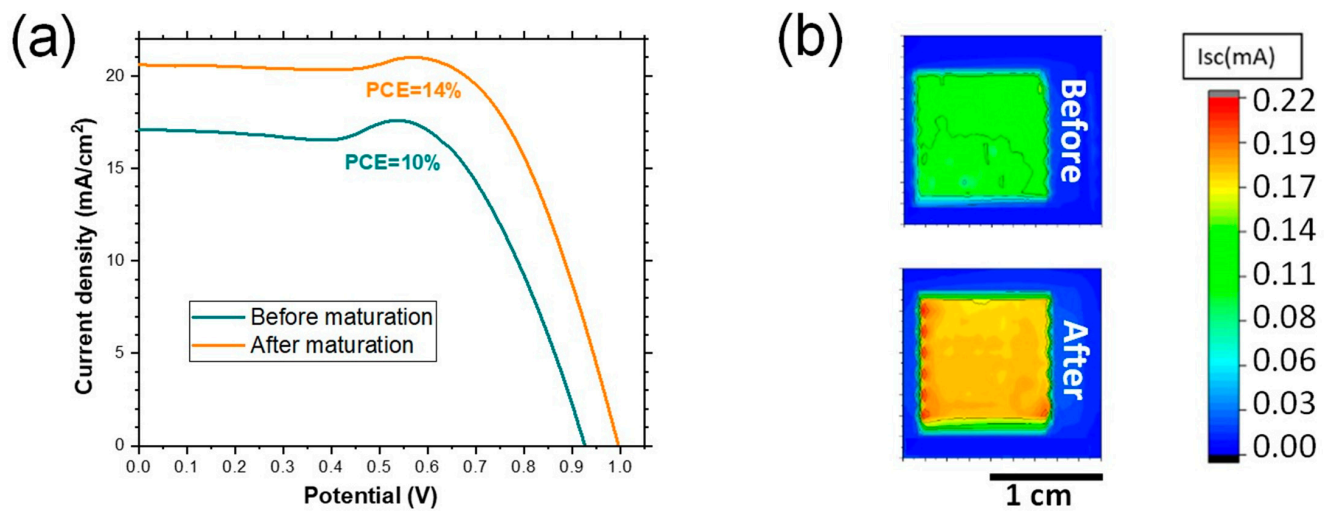 (a)
20
15
10
5
0
Current density (mA/cm²)
PCE=14%
PCE=10%
Before maturation
After maturation
0.0 0.1 0.2 0.3 0.4 0.5 0.6 0.7 0.8 0.9 1.0
Potential (V)
(b)
Before
After
1 cm
Isc(mA)
0.22
0.19
0.17
0.14
0.11
0.08
0.06
0.03
0.00